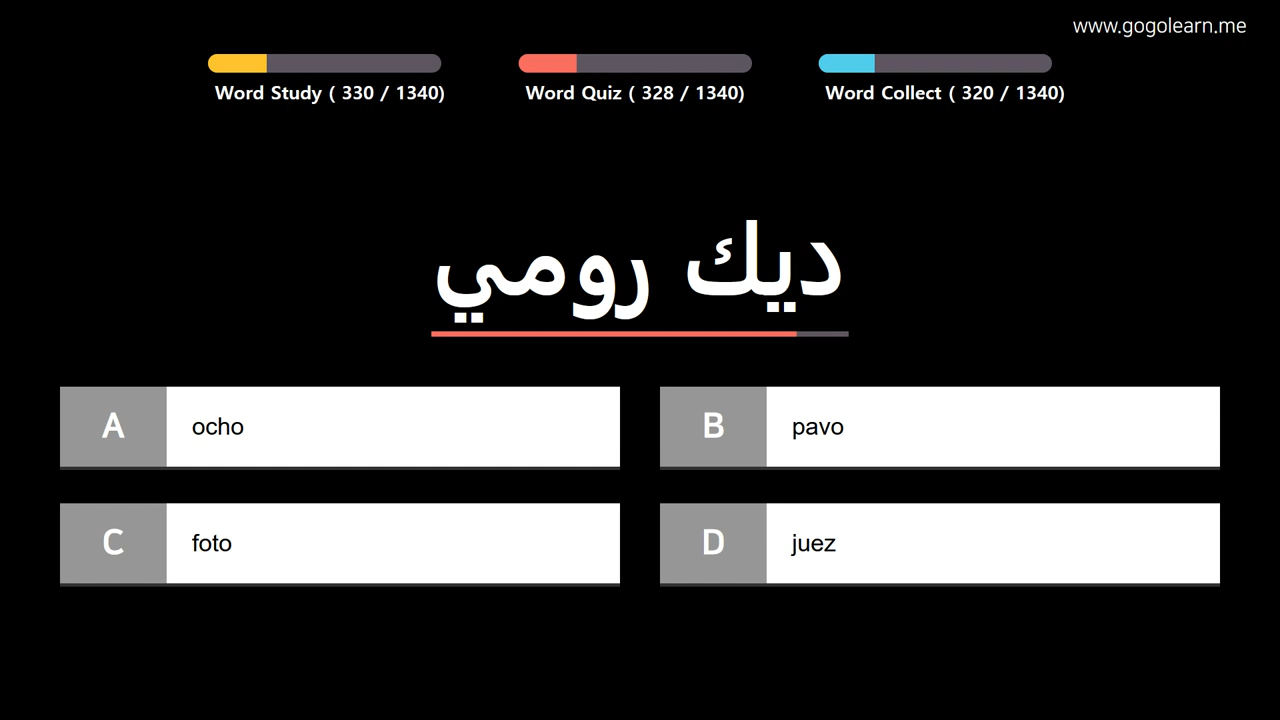 www.gogolearn.me
Word Study ( 330 / 1340)
Word Quiz ( 328 / 1340)
Word Collect ( 320 / 1340)
ديك رومي
A ocho
B pavo
C foto
D juez